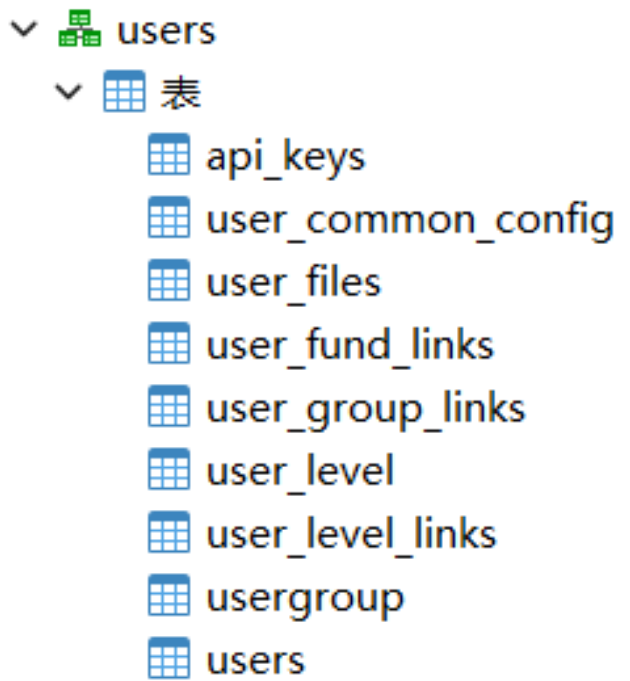 users
表
api_keys
user_common_config
user_files
user_fund_links
user_group_links
user_level
user_level_links
usergroup
users